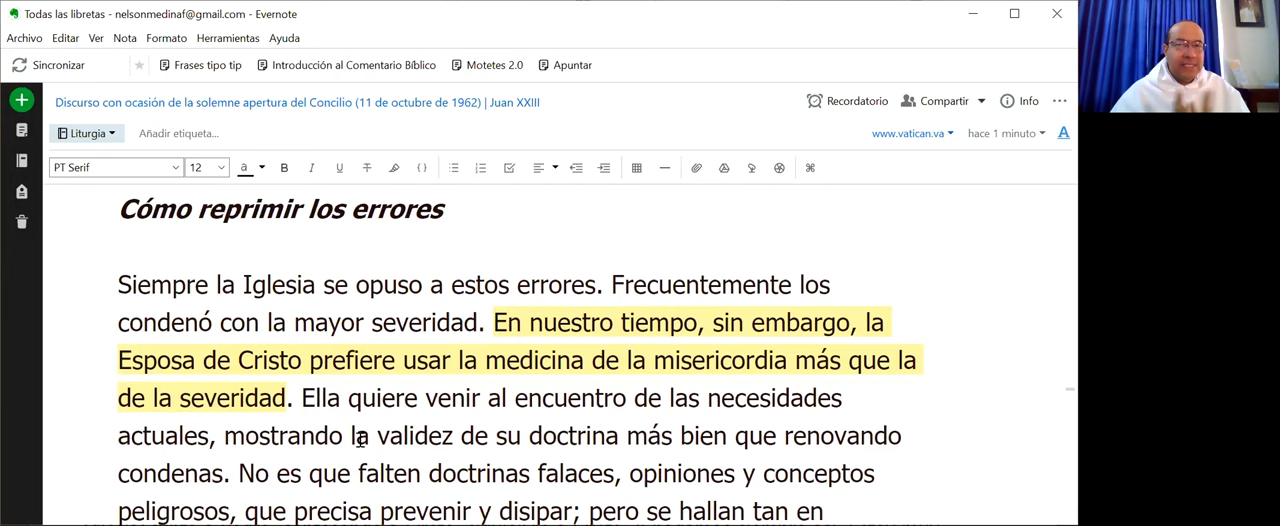 Todas las libretas - nelsonmedinaf@gmail.com - Evernote
Archivo Editar Ver Nota Formato Herramientas Ayuda
Sincronizar Frases tipo tip Introducción al Comentario Bíblico Motetes 2.0 Apuntar
Discurso con ocasión de la solemne apertura del Concilio (11 de octubre de 1962) | Juan XXIII Recordatorio Compartir Info
Liturgia Añadir etiqueta... www.vatican.va hace 1 minuto A
PT Serif 12 a B I U T
Cómo reprimir los errores
Siempre la Iglesia se opuso a estos errores. Frecuentemente los
condenó con la mayor severidad. En nuestro tiempo, sin embargo, la
Esposa de Cristo prefiere usar la medicina de la misericordia más que la
de la severidad. Ella quiere venir al encuentro de las necesidades
actuales, mostrando la validez de su doctrina más bien que renovando
condenas. No es que falten doctrinas falaces, opiniones y conceptos
peligrosos, que precisa prevenir y disipar; pero se hallan tan en